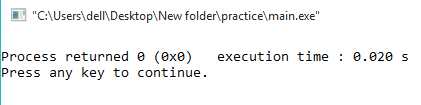 "C:\Users\dell\Desktop\New folder\practice\main.exe"
Process returned 0 (0x0)   execution time : 0.020 s
Press any key to continue.